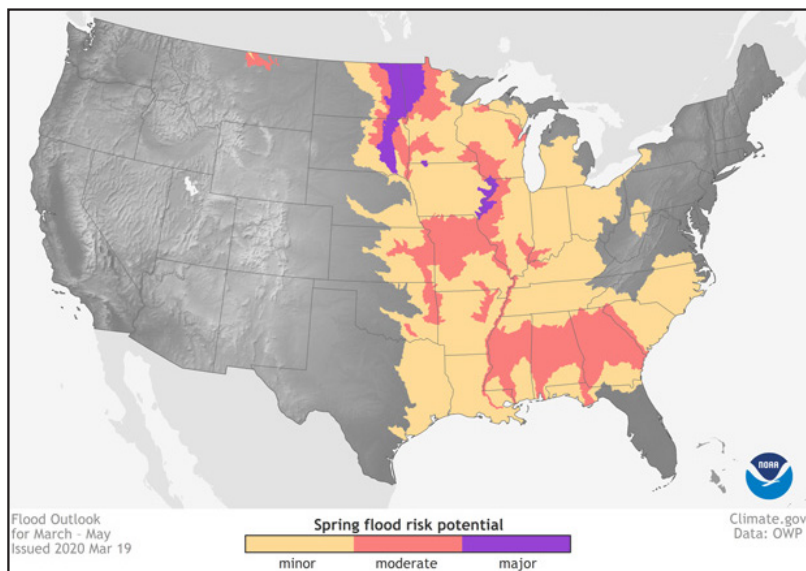 NOAA
Flood Outlook
for March - May
Issued 2020 Mar 19
Spring flood risk potential
minor moderate major
Climate.gov
Data: OWP